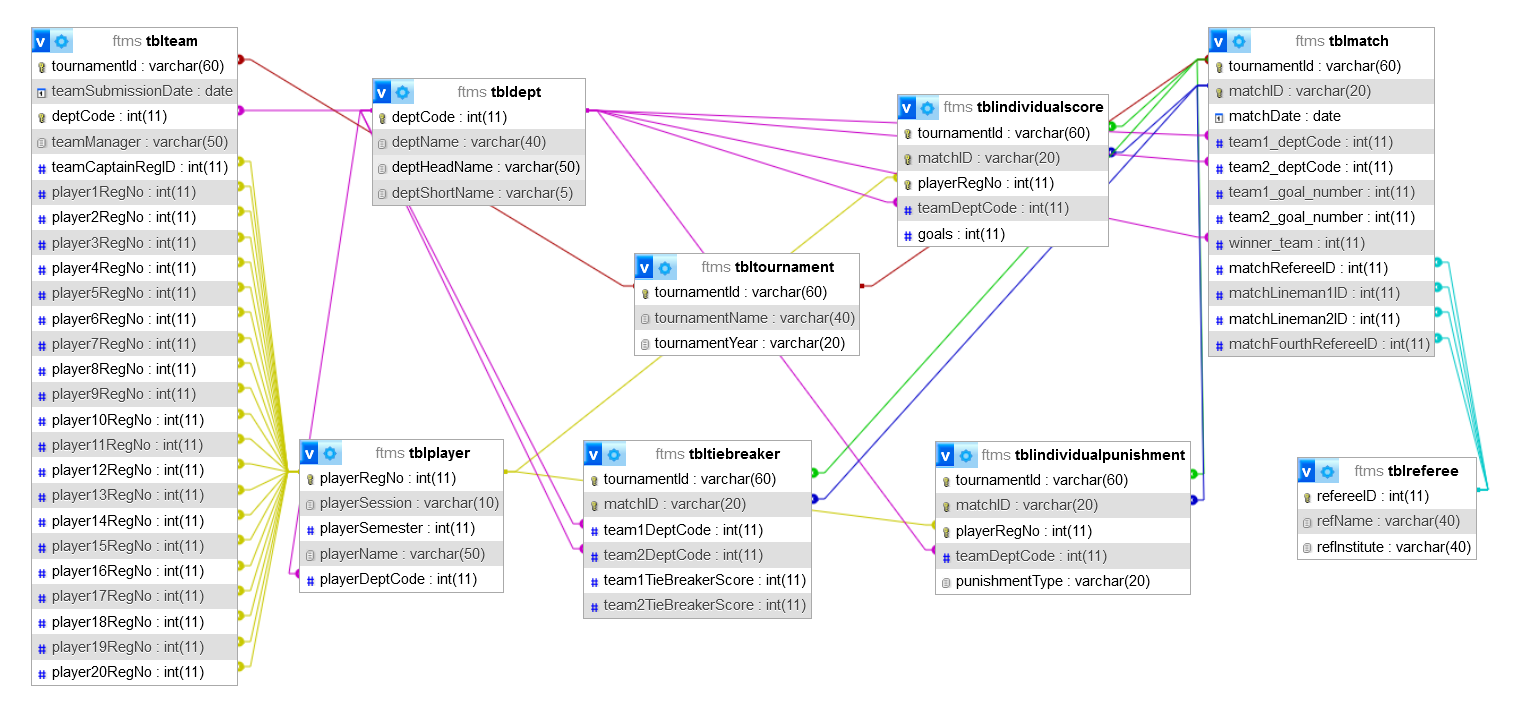 v ftms tblteam
tournamentId : varchar(60)
teamSubmissionDate : date
deptCode : int(11)
teamManager : varchar(50)
teamCaptainRegID : int(11)
player1RegNo : int(11)
player2RegNo : int(11)
player3RegNo : int(11)
player4RegNo : int(11)
player5RegNo : int(11)
player6RegNo : int(11)
player7RegNo : int(11)
player8RegNo : int(11)
player9RegNo : int(11)
player10RegNo : int(11)
player11RegNo : int(11)
player12RegNo : int(11)
player13RegNo : int(11)
player14RegNo : int(11)
player15RegNo : int(11)
player16RegNo : int(11)
player17RegNo : int(11)
player18RegNo : int(11)
player19RegNo : int(11)
player20RegNo : int(11)
v ftms tbldept
deptCode : int(11)
deptName : varchar(40)
deptHeadName : varchar(50)
deptShortName : varchar(5)
v ftms tblplayer
playerRegNo : int(11)
playerSession : varchar(10)
playerSemester : int(11)
playerName : varchar(50)
playerDeptCode : int(11)
v ftms tbltournament
tournamentId : varchar(60)
tournamentName : varchar(40)
tournamentYear : varchar(20)
v ftms tbltiebreaker
tournamentId : varchar(60)
matchID : varchar(20)
team1DeptCode : int(11)
team2DeptCode : int(11)
team1TieBreakerScore : int(11)
team2TieBreakerScore : int(11)
v ftms tblindividualscore
tournamentId : varchar(60)
matchID : varchar(20)
playerRegNo : int(11)
teamDeptCode : int(11)
goals : int(11)
v ftms tblindividualpunishment
tournamentId : varchar(60)
matchID : varchar(20)
playerRegNo : int(11)
teamDeptCode : int(11)
punishmentType : varchar(20)
v ftms tblmatch
tournamentId : varchar(60)
matchID : varchar(20)
matchDate : date
team1_deptCode : int(11)
team2_deptCode : int(11)
team1_goal_number : int(11)
team2_goal_number : int(11)
winner_team : int(11)
matchRefereeID : int(11)
matchLineman1ID : int(11)
matchLineman2ID : int(11)
matchFourthRefereeID : int(11)
v ftms tblreferee
refereeID : int(11)
refName : varchar(40)
refInstitute : varchar(40)